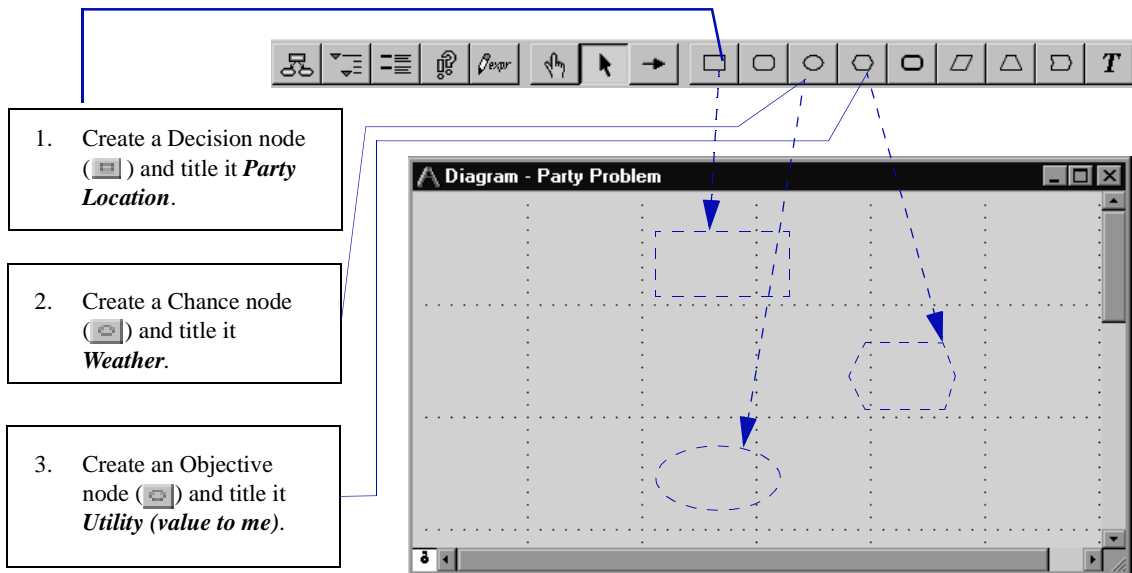 expr
T
1. Create a Decision node
( ) and title it Party
Location.
Diagram - Party Problem
2. Create a Chance node
( ) and title it
Weather.
3. Create an Objective
node ( ) and title it
Utility (value to me).